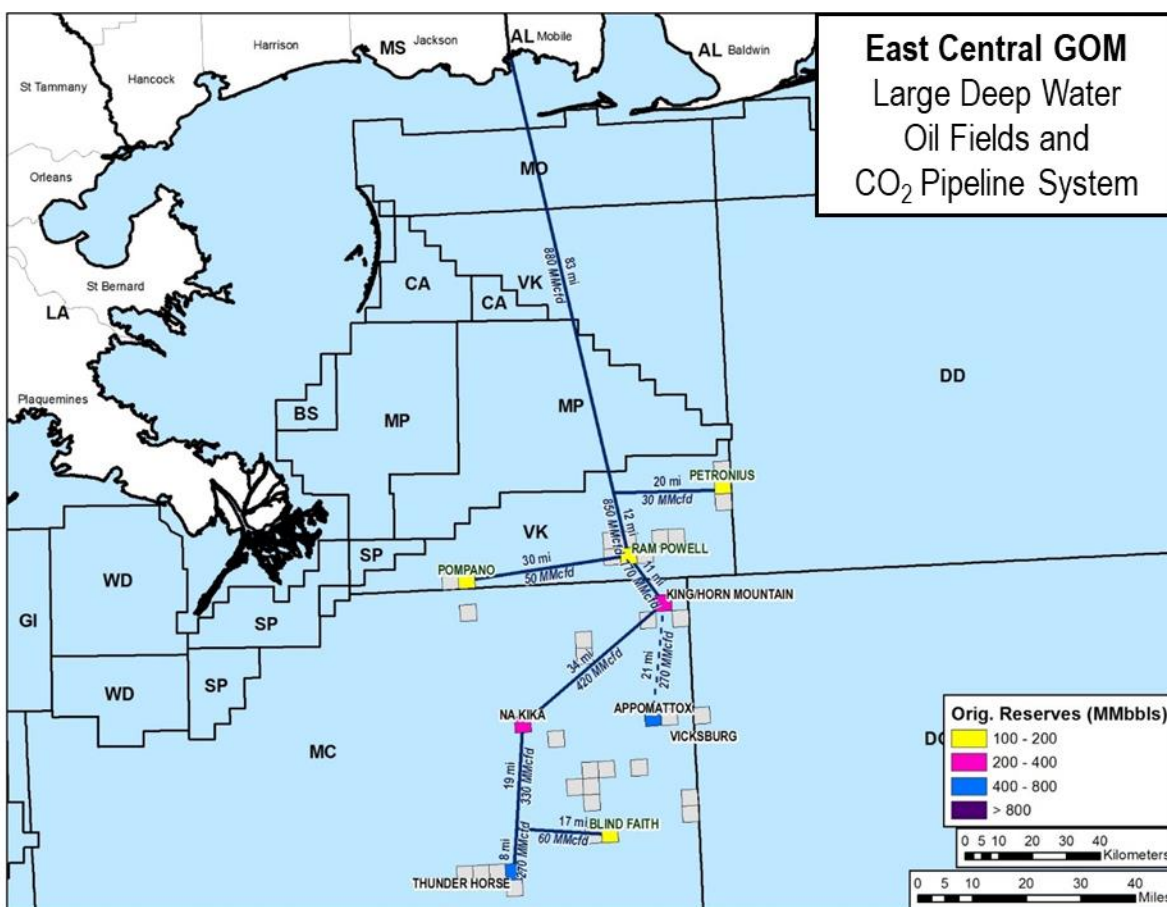 East Central GOM
Large Deep Water
Oil Fields and
CO₂ Pipeline System
St Tammany
Hancock
Harrison
MS Jackson
AL Mobile
AL Baldwin
Orleans
St Bernard
LA
Plaquemines
MO
CA
CA
VK
83 mi
880 MMcfd
BS
MP
MP
DD
PETRONIUS
20 mi
30 MMcfd
12 mi
850 MMcfd
VK
RAM POWELL
SP
POMPANO
30 mi
50 MMcfd
11 mi
KING/HORN MOUNTAIN
WD
GI
SP
34 mi
420 MMcfd
21 mi
270 MMcfd
WD
SP
NA KIKA
APPOMATTOX
VICKSBURG
MC
19 mi
330 MMcfd
17 mi
60 MMcfd
BLIND FAITH
8 mi
270 MMcfd
THUNDER HORSE
Orig. Reserves (MMbbls)
100 - 200
200 - 400
400 - 800
> 800
0 5 10 20 30 40
Kilometers
0 5 10 20 30 40
Miles